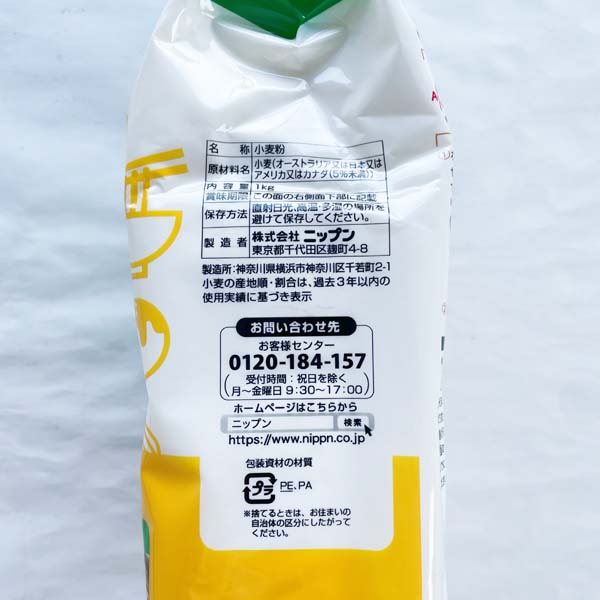 名 称 小麦粉
原材料名 小麦(オーストラリア又は日本又は
アメリカ又はカナダ(5%未満))
内 容 量 1kg
賞味期限 この面の右側面下部に記載
保存方法 直射日光、高温・多湿の場所を
避けて保存してください。
製 造 者 株式会社 ニップン
東京都千代田区麹町4-8
製造所:神奈川県横浜市神奈川区千若町2-1
小麦の産地順・割合は、過去3年以内の
使用実績に基づき表示
お問い合わせ先
お客様センター
0120-184-157
(受付時間:祝日を除く
月〜金曜日 9:30〜17:00)
ホームページはこちらから
ニップン 検索
https://www.nippn.co.jp
包装資材の材質
プラ PE、PA
※捨てるときは、お住まいの
自治体の区分にしたがって
ください。